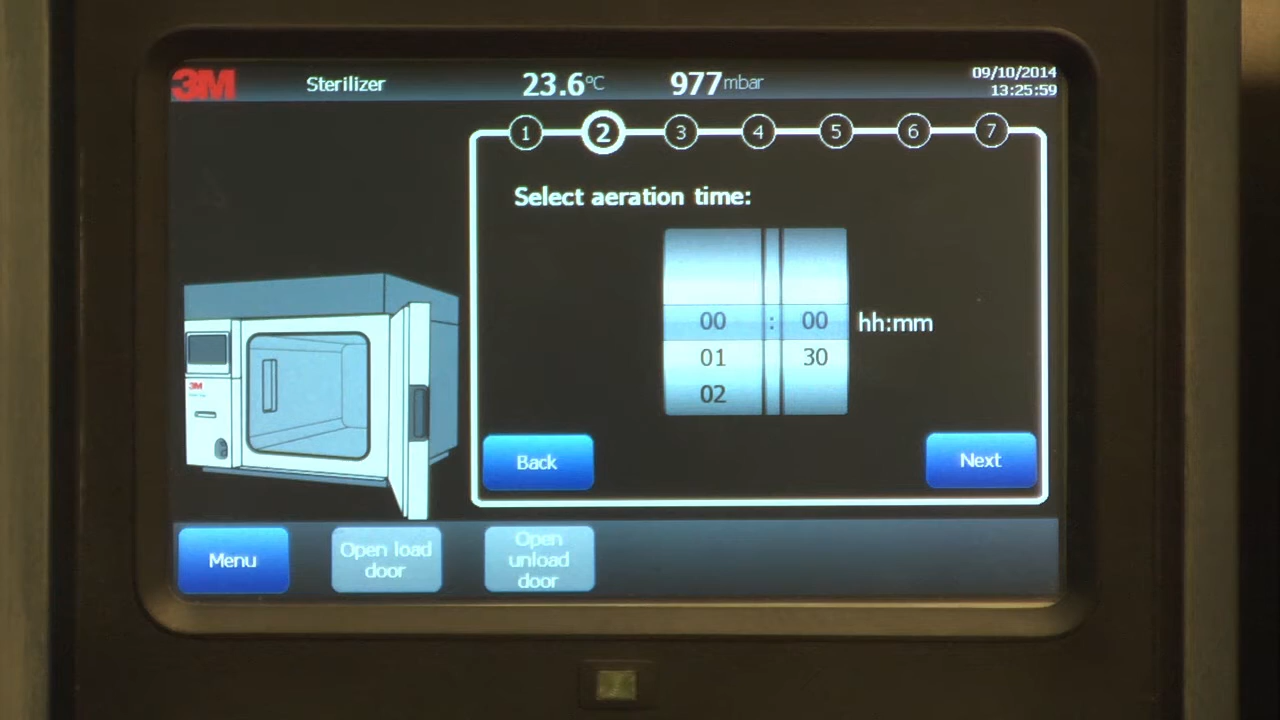 3M Sterilizer 23.6°C 977 mbar 09/10/2014
13:25:59
1 2 3 4 5 6 7
Select aeration time:
00 : 00 hh:mm
01 30
02
3M
Back Next
Menu
Open load
door
Open
unload
door